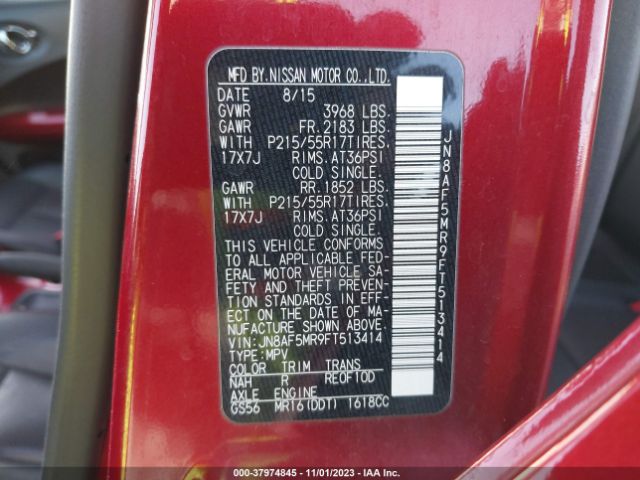 MFD BY.NISSAN MOTOR CO.,LTD.
DATE 8/15
GVWR 3968 LBS.
GAWR FR.2183 LBS.
WITH P215/55R17TIRES.
17X7J RIMS.AT36PSI
COLD SINGLE.
GAWR RR.1852 LBS.
WITH P215/55R17TIRES.
17X7J RIMS.AT36PSI
COLD SINGLE.
THIS VEHICLE CONFORMS
TO ALL APPLICABLE FED-
ERAL MOTOR VEHICLE SA-
FETY AND THEFT PREVEN-
TION STANDARDS IN EFF-
ECT ON THE DATE OF MA-
NUFACTURE SHOWN ABOVE.
VIN: JN8AF5MR9FT513414
TYPE:MPV
COLOR TRIM TRANS
NAH R RE0F10D
AXLE ENGINE
GS56 MR16(DDT) 1618CC
JN8AF5MR9FT513414
000-37974845 - 11/01/2023 - IAA Corp.